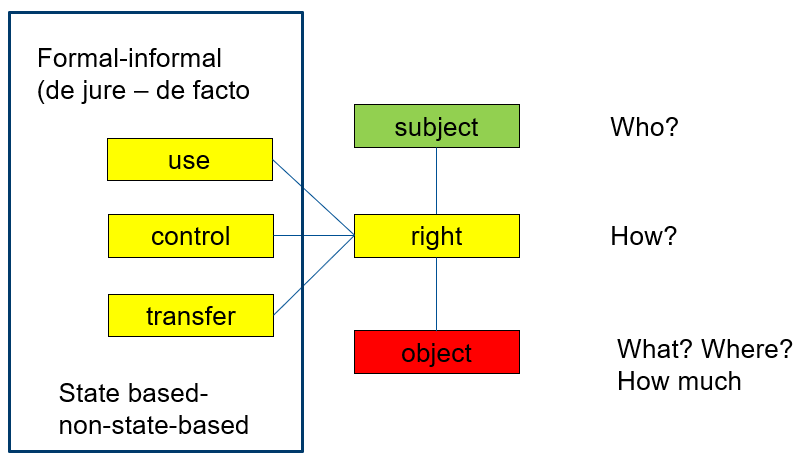 Formal-informal
(de jure – de facto
use
control
transfer
State based-
non-state-based
subject
right
object
Who?
How?
What? Where?
How much